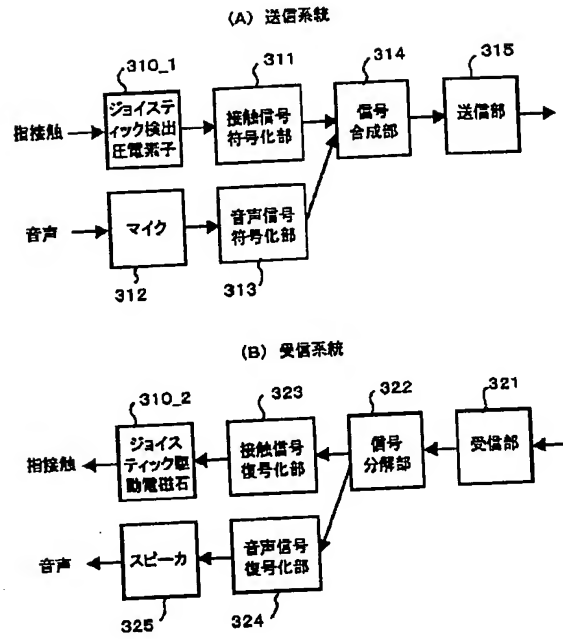 (A) 送信系統
310_1
311
314
315
指接触
ジョイステ
ィック検出
圧電素子
接触信号
符号化部
信号
合成部
送信部
音声
マイク
音声信号
符号化部
312
313
(B) 受信系統
310_2
323
322
321
指接触
ジョイス
ティック駆
動電磁石
接触信号
復号化部
信号
分解部
受信部
音声
スピーカ
音声信号
復号化部
325
324